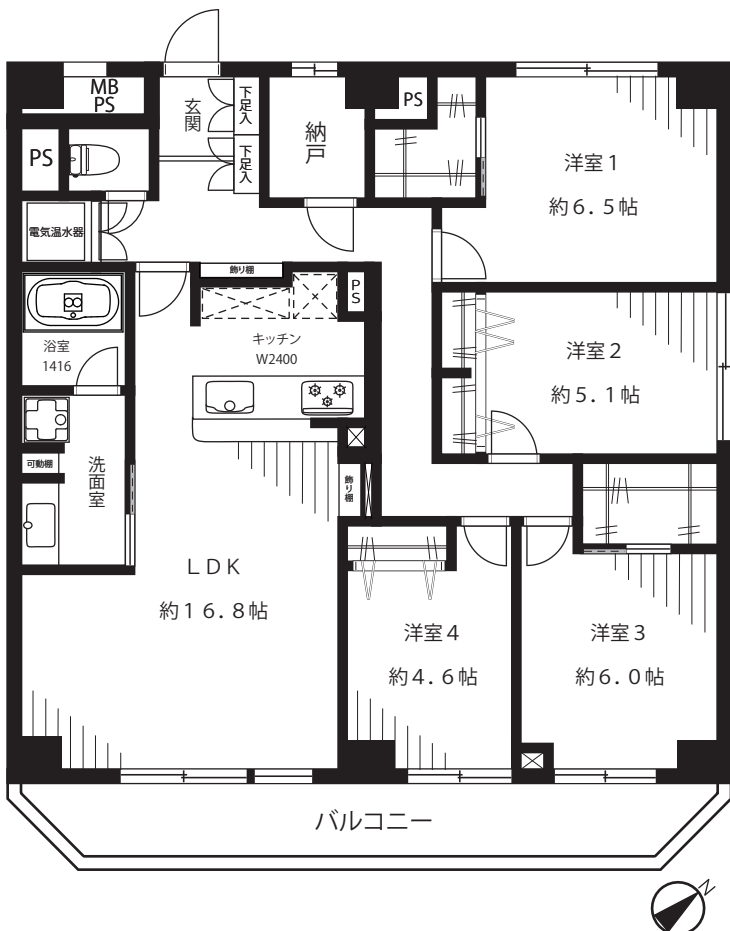 MB
PS
玄関
下足入
下足入
納戸
PS
洋室1
約6.5帖
PS
電気温水器
飾り棚
PS
キッチン
W2400
浴室
1416
洋室2
約5.1帖
可動棚
洗面室
飾り棚
LDK
約16.8帖
洋室4
約4.6帖
洋室3
約6.0帖
バルコニー
N